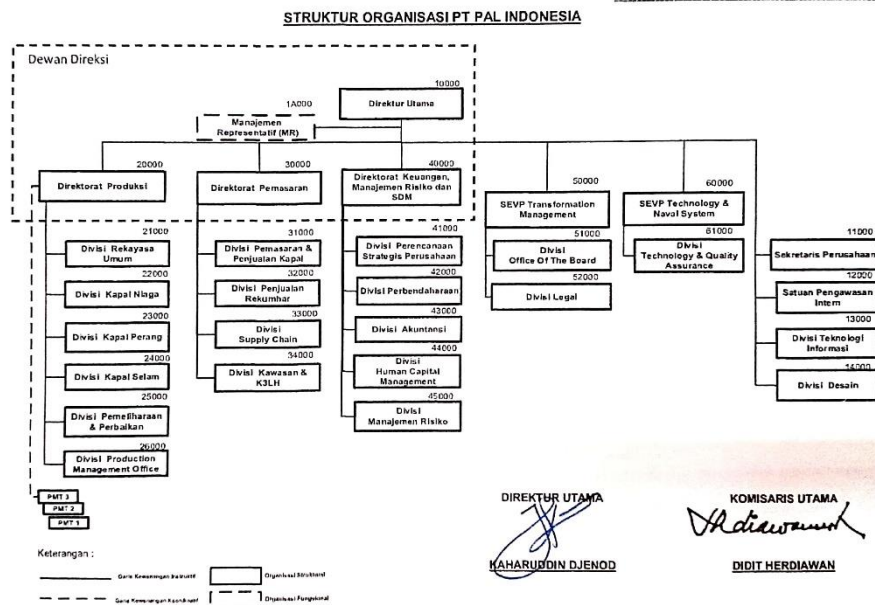 STRUKTUR ORGANISASI PT PAL INDONESIA
Dewan Direksi
10000
Direktur Utama
1A000
Manajemen
Representatif (MR)
20000
Direktorat Produksi
30000
Direktorat Pemasaran
40000
Direktorat Keuangan,
Manajemen Risiko dan
SDM
50000
SEVP Transformation
Management
60000
SEVP Technology &
Naval System
21000
Divisi Rekayasa
Umum
22000
Divisi Kapal Niaga
23000
Divisi Kapal Perang
24000
Divisi Kapal Selam
25000
Divisi Pemeliharaan
& Perbaikan
26000
Divisi Production
Management Office
PMT 3
PMT 2
PMT 1
31000
Divisi Pemasaran &
Penjualan Kapal
32000
Divisi Penjualan
Rekumhar
33000
Divisi
Supply Chain
34000
Divisi Kawasan &
K3LH
41000
Divisi Perencanaan
Strategis Perusahaan
42000
Divisi Perbendaharaan
43000
Divisi Akuntansi
44000
Divisi
Human Capital
Management
45000
Divisi
Manajemen Risiko
51000
Divisi
Office Of The Board
52000
Divisi Legal
61000
Divisi
Technology & Quality
Assurance
11000
Sekretaris Perusahaan
12000
Satuan Pengawasan
Intern
13000
Divisi Teknologi
Informasi
14000
Divisi Desain
DIREKTUR UTAMA
KAHARUDDIN DJENOD
KOMISARIS UTAMA
DIDIT HERDIAWAN
Keterangan :
Garis Kewenangan
Organisasi Struktural
Garis Kewenangan Koordinatif
Organisasi Fungsional